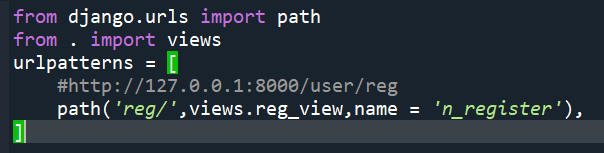 from django.urls import path
from . import views
urlpatterns = [
    #http://127.0.0.1:8000/user/reg
    path('reg/',views.reg_view,name = 'n_register'),
]